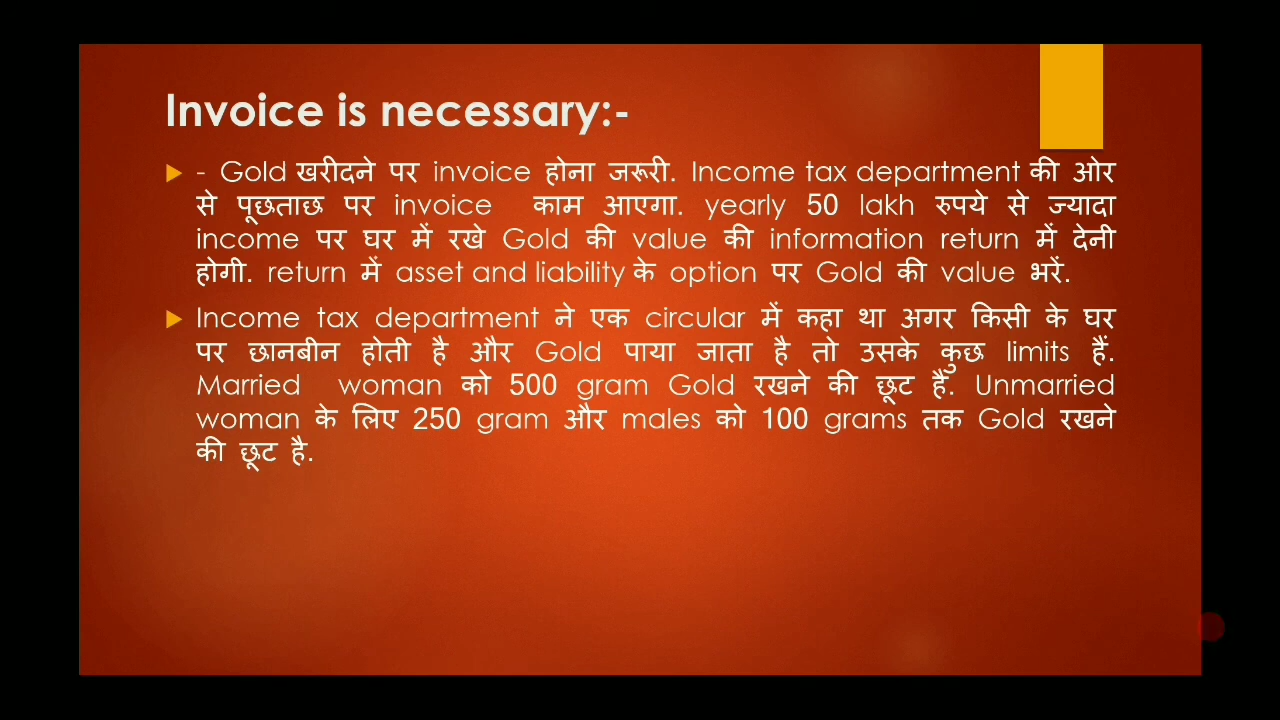 Invoice is necessary:-
- Gold खरीदने पर invoice होना जरूरी. Income tax department की ओर
से पूछताछ पर invoice काम आएगा. yearly 50 lakh रुपये से ज्यादा
income पर घर में रखे Gold की value की information return में देनी
होगी. return में asset and liability के option पर Gold की value भरें.
Income tax department ने एक circular में कहा था अगर किसी के घर
पर छानबीन होती है और Gold पाया जाता है तो उसके कुछ limits हैं.
Married woman को 500 gram Gold रखने की छूट है. Unmarried
woman के लिए 250 gram और males को 100 grams तक Gold रखने
की छूट है.